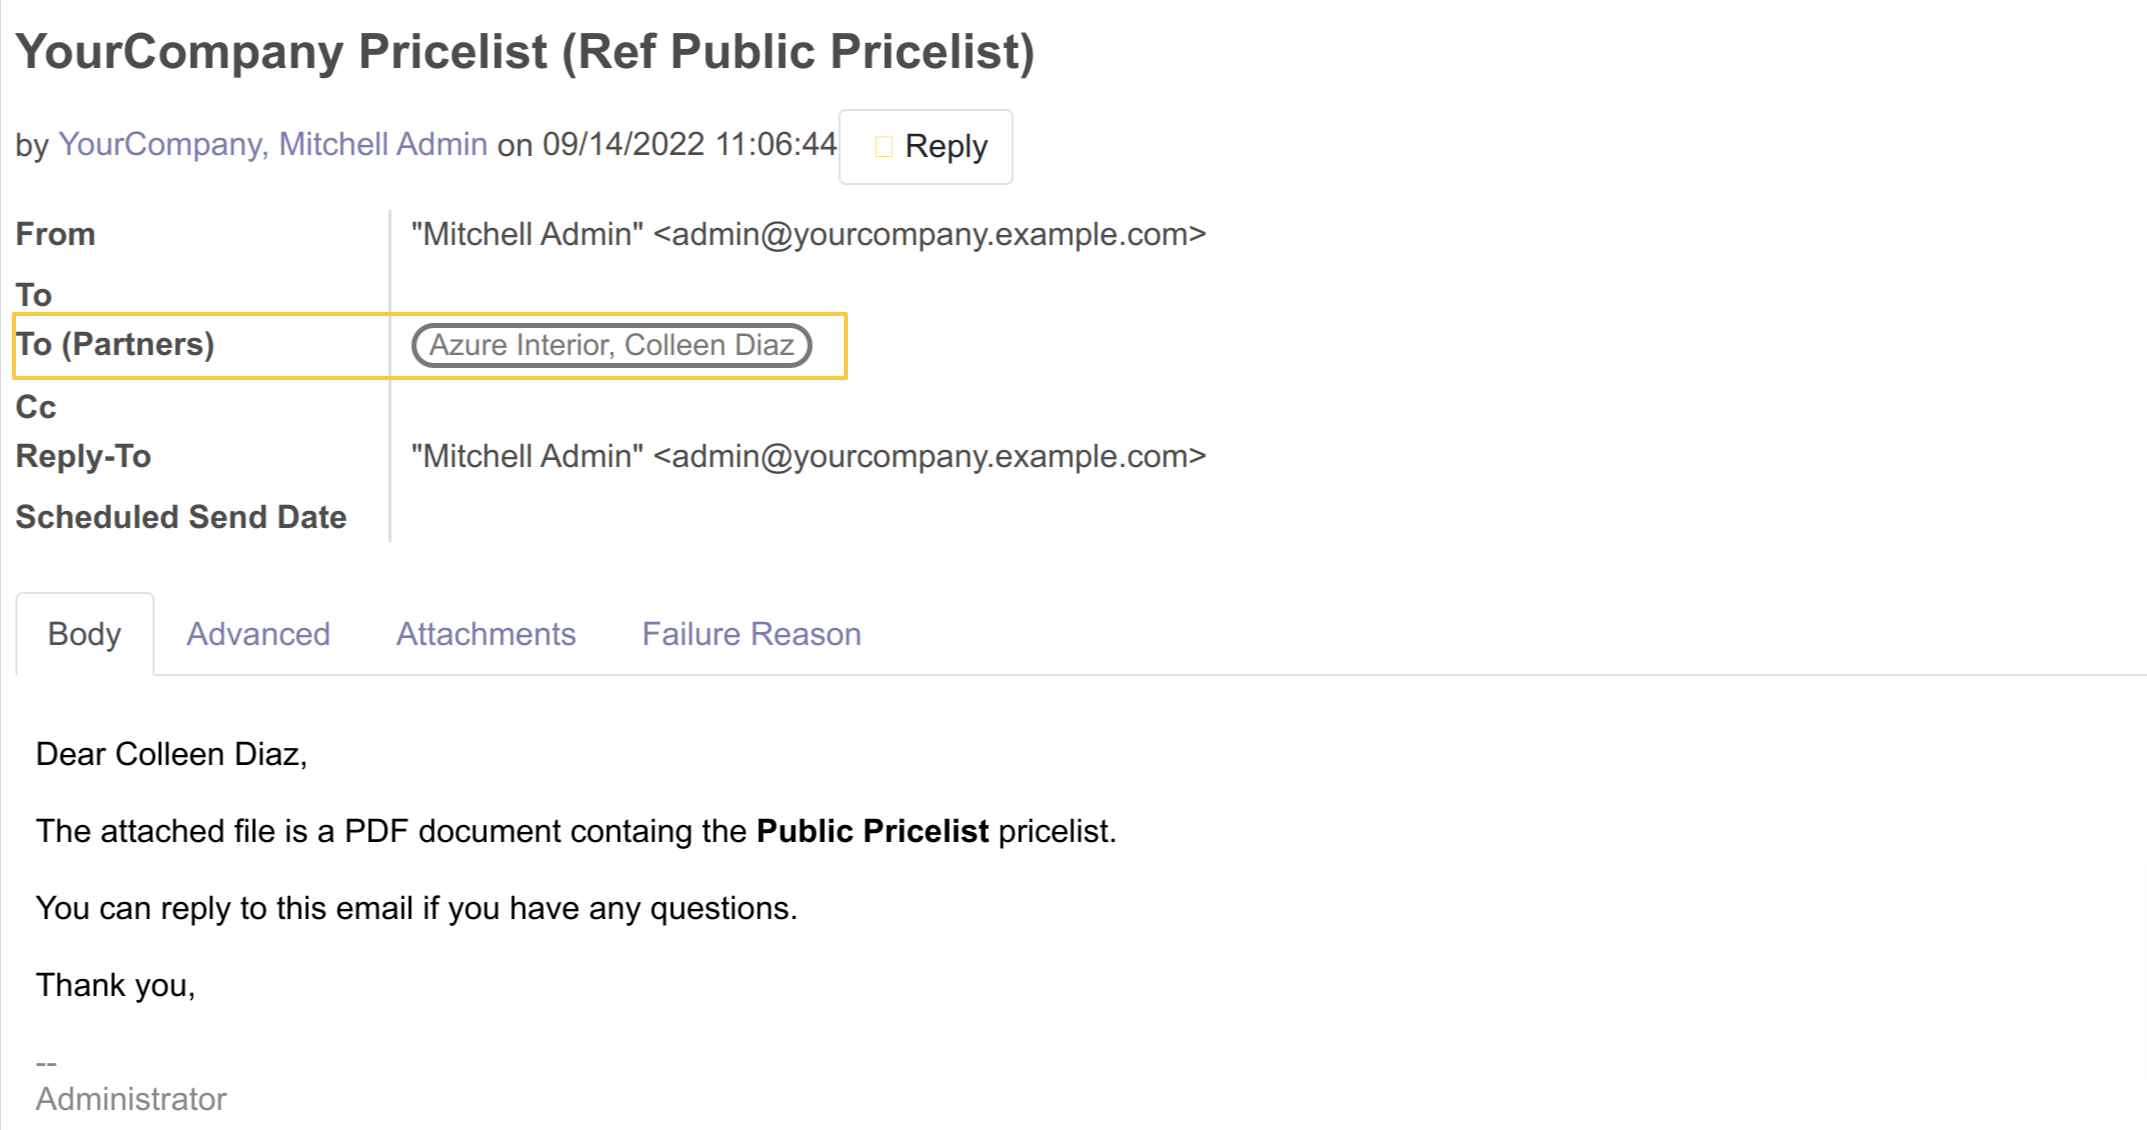 YourCompany Pricelist (Ref Public Pricelist)
by YourCompany, Mitchell Admin on 09/14/2022 11:06:44 Reply
From "Mitchell Admin" <admin@yourcompany.example.com>
To
To (Partners) Azure Interior, Colleen Diaz
Cc
Reply-To "Mitchell Admin" <admin@yourcompany.example.com>
Scheduled Send Date
Body Advanced Attachments Failure Reason
Dear Colleen Diaz,
The attached file is a PDF document containg the Public Pricelist pricelist.
You can reply to this email if you have any questions.
Thank you,
--
Administrator